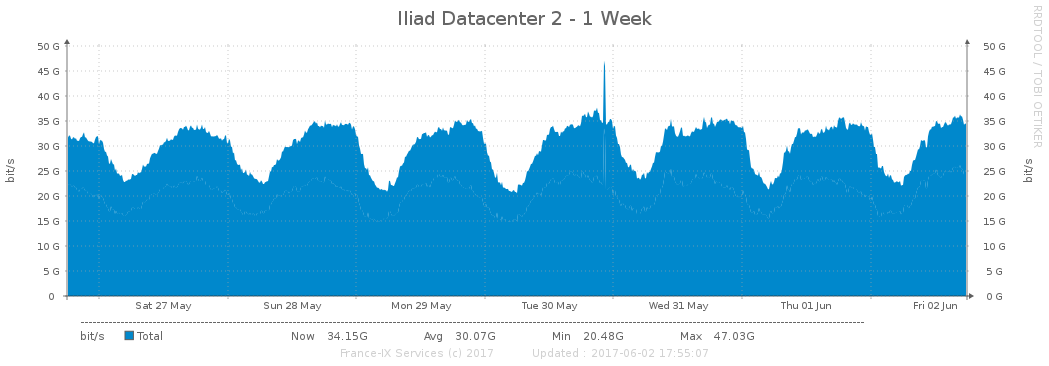 Iliad Datacenter 2 - 1 Week
RRDTOOL / TOBI OETIKER
bit/s
50 G 50 G
45 G 45 G
40 G 40 G
35 G 35 G
30 G 30 G
25 G 25 G
20 G 20 G
15 G 15 G
10 G 10 G
5 G 5 G
0 0 G
bit/s
Sat 27 May Sun 28 May Mon 29 May Tue 30 May Wed 31 May Thu 01 Jun Fri 02 Jun
bit/s Total Now 34.15G Avg 30.07G Min 20.48G Max 47.03G
France-IX Services (c) 2017 Updated : 2017-06-02 17:55:07